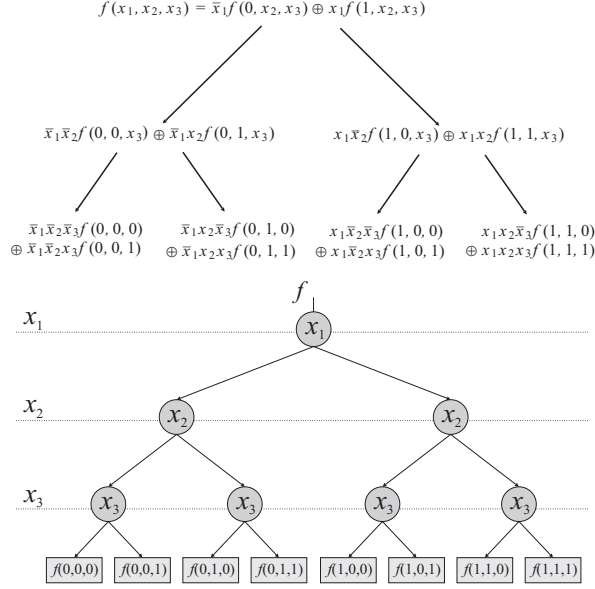 f(x₁, x₂, x₃) = x̄₁f(0, x₂, x₃) ⊕ x₁f(1, x₂, x₃)
x̄₁x̄₂f(0, 0, x₃) ⊕ x̄₁x₂f(0, 1, x₃) x₁x̄₂f(1, 0, x₃) ⊕ x₁x₂f(1, 1, x₃)
x̄₁x̄₂x̄₃f(0, 0, 0) x̄₁x₂x̄₃f(0, 1, 0) x₁x̄₂x̄₃f(1, 0, 0) x₁x₂x̄₃f(1, 1, 0)
⊕ x̄₁x̄₂x₃f(0, 0, 1) ⊕ x̄₁x₂x₃f(0, 1, 1) ⊕ x₁x̄₂x₃f(1, 0, 1) ⊕ x₁x₂x₃f(1, 1, 1)
f
x₁ x₁
x₂ x₂ x₂
x₃ x₃ x₃ x₃ x₃
f(0,0,0) f(0,0,1) f(0,1,0) f(0,1,1) f(1,0,0) f(1,0,1) f(1,1,0) f(1,1,1)